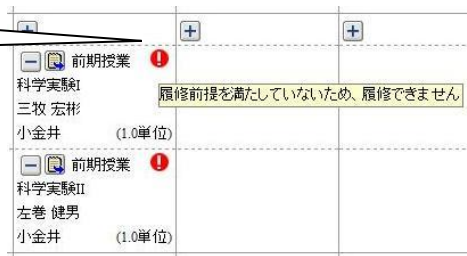 前期授業
科学実験I
三牧 宏彬
小金井 (1.0単位)
履修前提を満たしていないため、履修できません
前期授業
科学実験II
左巻 健男
小金井 (1.0単位)